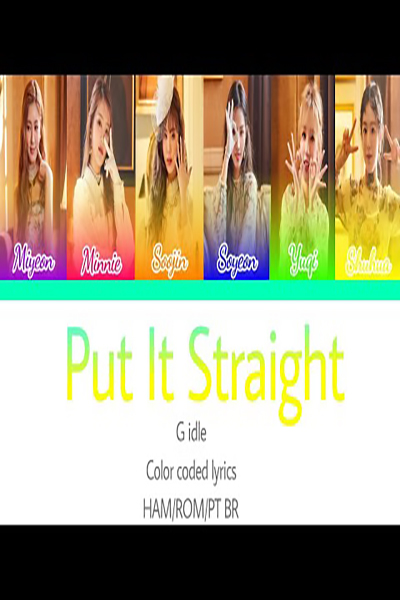 Miyeon Minnie Soojin Soyeon Yuqi Shuhua
Put It Straight
G idle
Color coded lyrics
HAM/ROM/PT BR